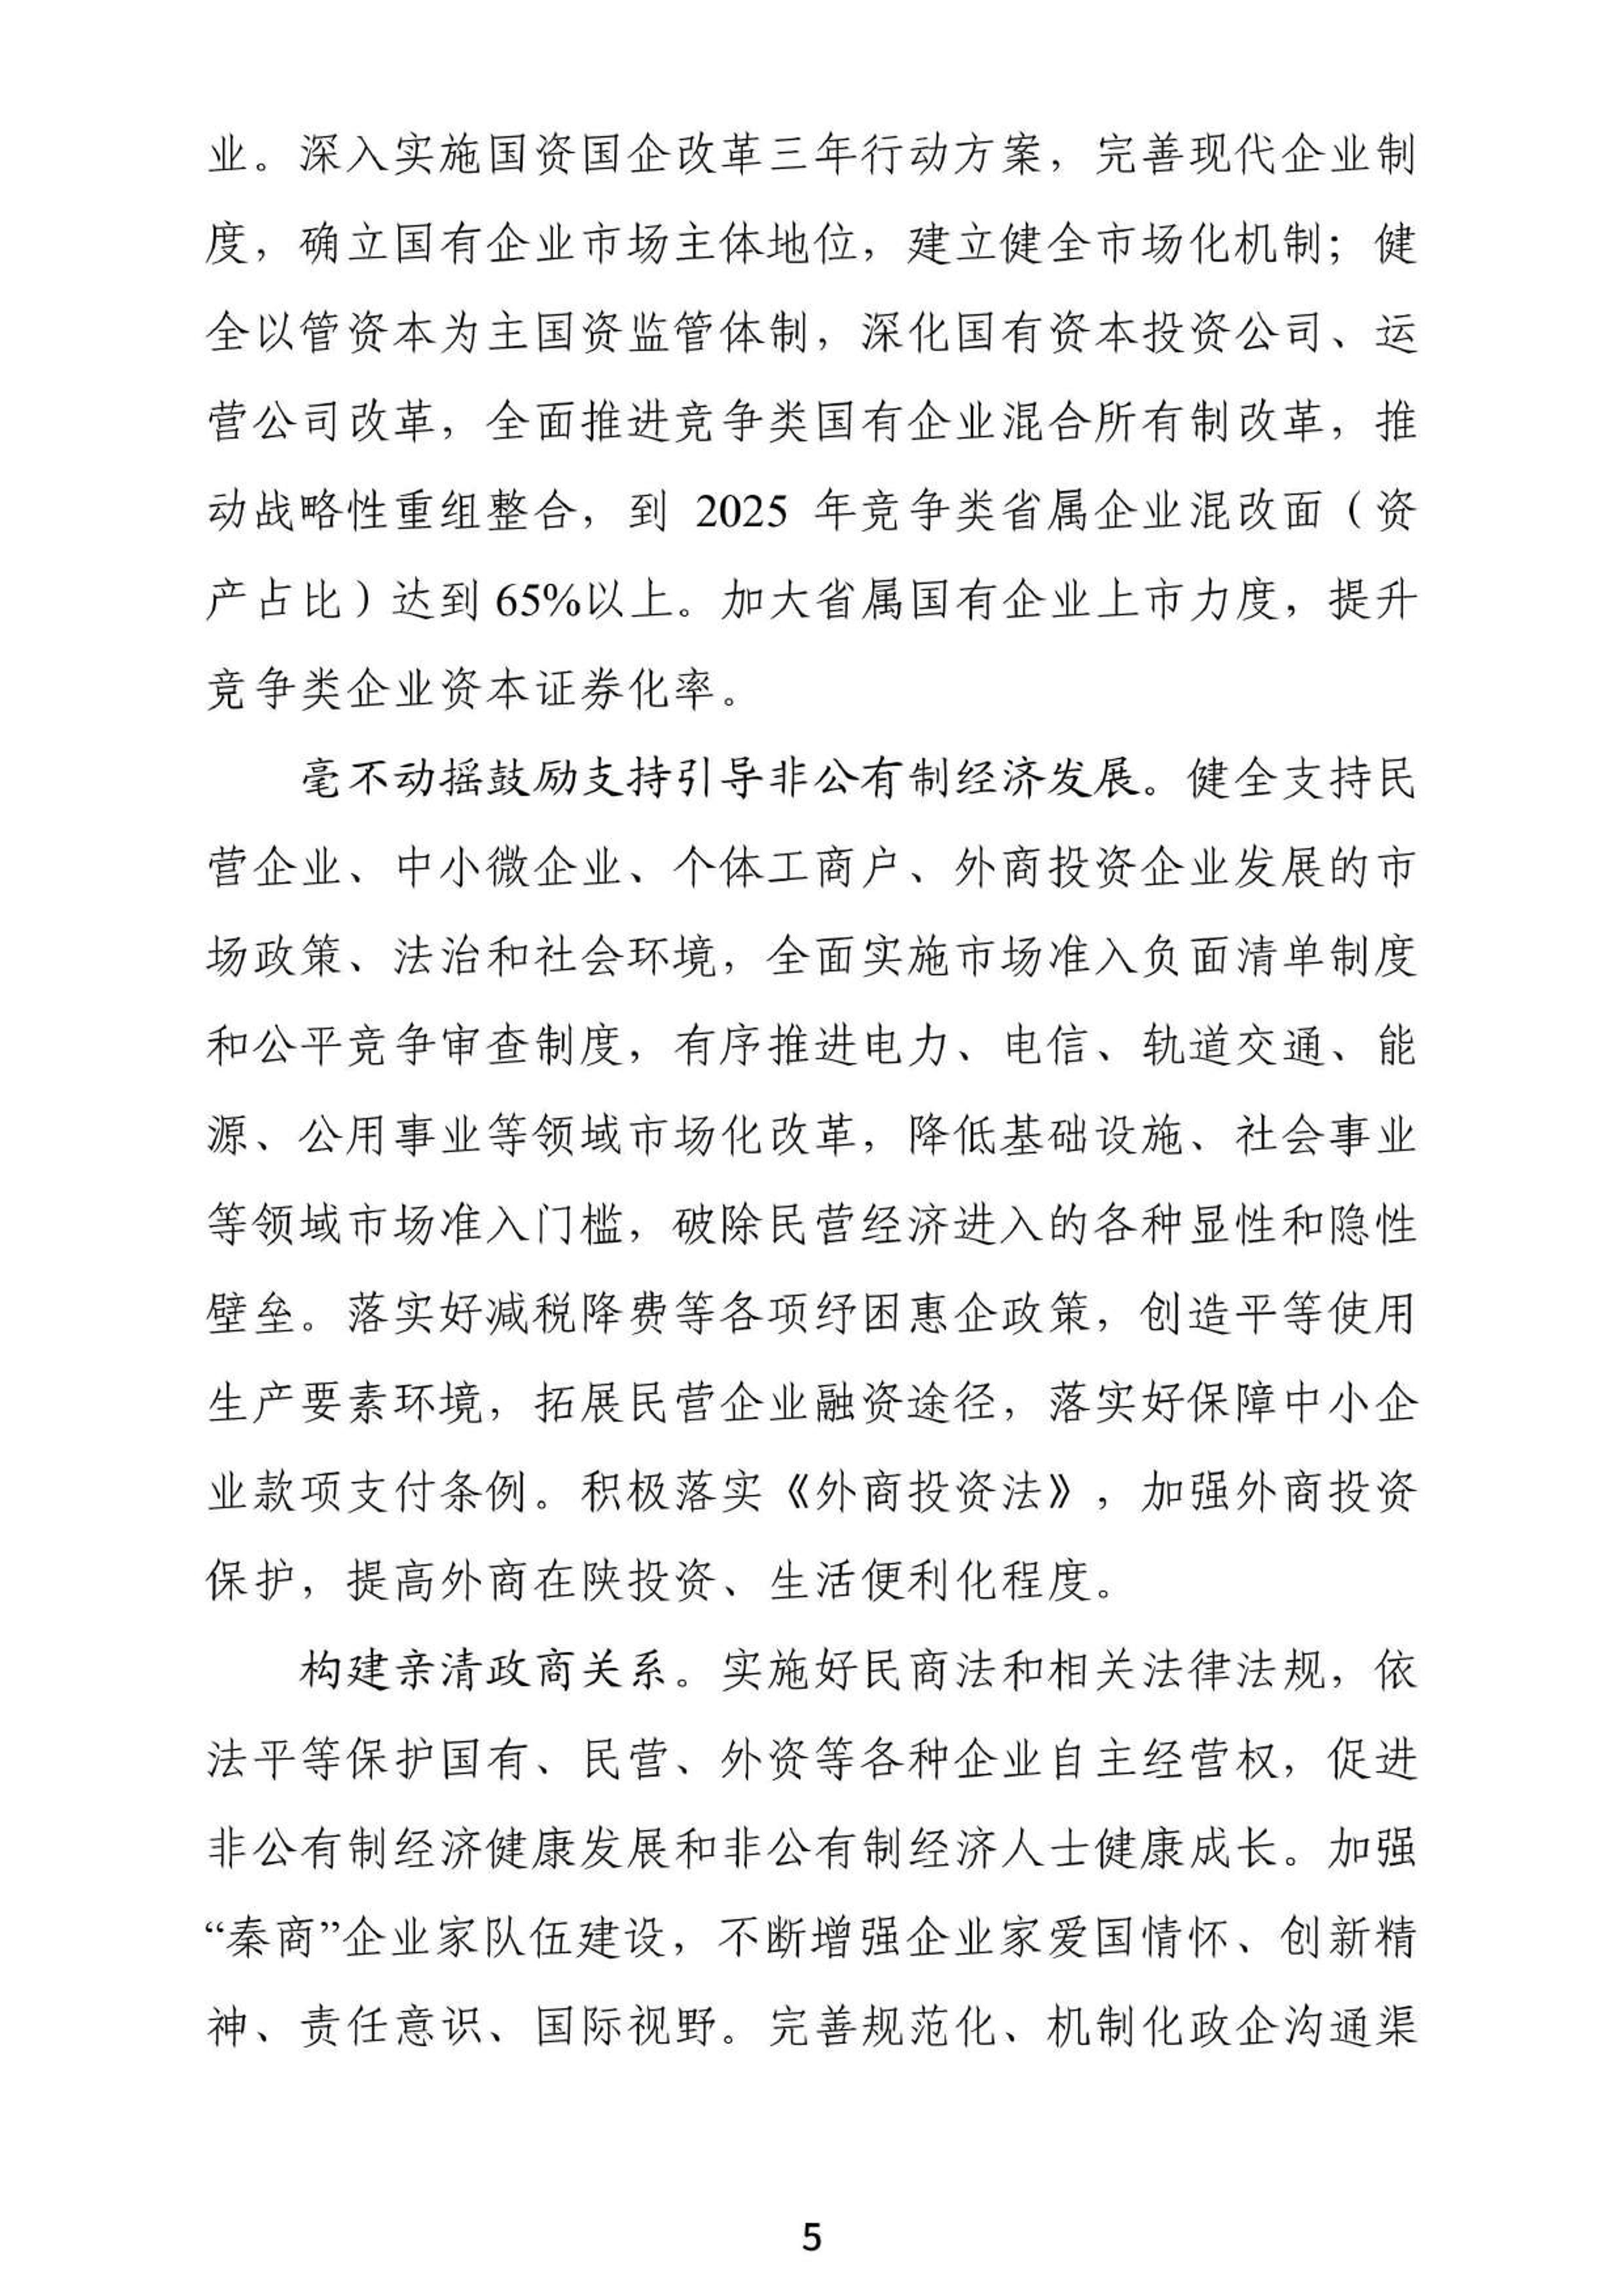 业。深入实施国资国企改革三年行动方案，完善现代企业制
度，确立国有企业市场主体地位，建立健全市场化机制；健
全以管资本为主国资监管体制，深化国有资本投资公司、运
营公司改革，全面推进竞争类国有企业混合所有制改革，推
动战略性重组整合，到 2025 年竞争类省属企业混改面（资
产占比）达到 65%以上。加大省属国有企业上市力度，提升
竞争类企业资本证券化率。
毫不动摇鼓励支持引导非公有制经济发展。健全支持民
营企业、中小微企业、个体工商户、外商投资企业发展的市
场政策、法治和社会环境，全面实施市场准入负面清单制度
和公平竞争审查制度，有序推进电力、电信、轨道交通、能
源、公用事业等领域市场化改革，降低基础设施、社会事业
等领域市场准入门槛，破除民营经济进入的各种显性和隐性
壁垒。落实好减税降费等各项纾困惠企政策，创造平等使用
生产要素环境，拓展民营企业融资途径，落实好保障中小企
业款项支付条例。积极落实《外商投资法》，加强外商投资
保护，提高外商在陕投资、生活便利化程度。
构建亲清政商关系。实施好民商法和相关法律法规，依
法平等保护国有、民营、外资等各种企业自主经营权，促进
非公有制经济健康发展和非公有制经济人士健康成长。加强
“秦商”企业家队伍建设，不断增强企业家爱国情怀、创新精
神、责任意识、国际视野。完善规范化、机制化政企沟通渠
5